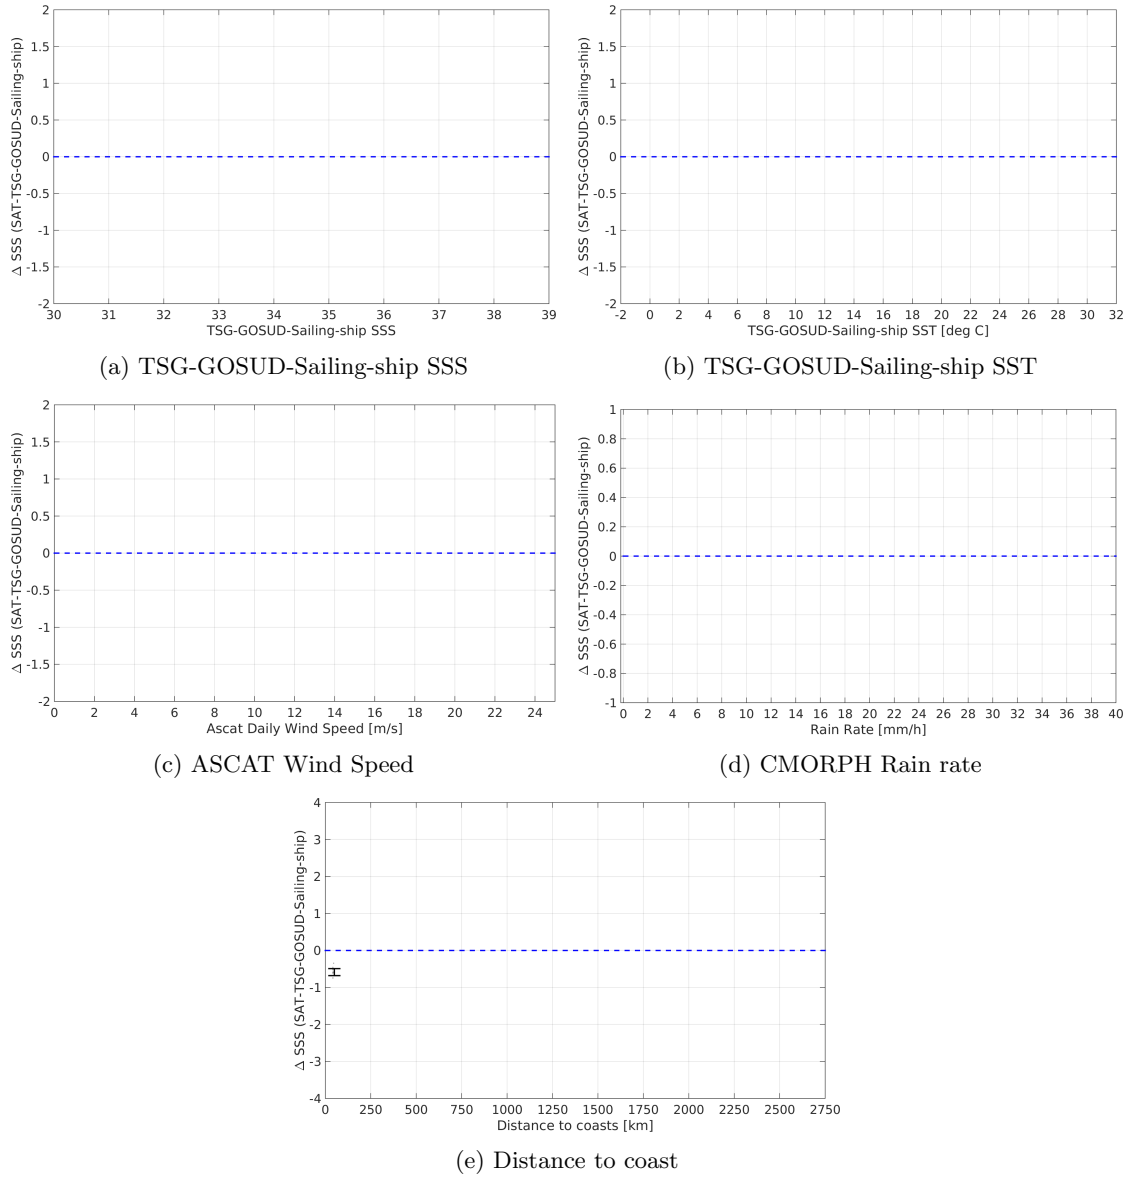 Δ SSS (SAT-TSG-GOSUD-Sailing-ship)
2
1.5
1
0.5
0
-0.5
-1
-1.5
-2
30 31 32 33 34 35 36 37 38 39
TSG-GOSUD-Sailing-ship SSS
(a) TSG-GOSUD-Sailing-ship SSS
Δ SSS (SAT-TSG-GOSUD-Sailing-ship)
2
1.5
1
0.5
0
-0.5
-1
-1.5
-2
-2 0 2 4 6 8 10 12 14 16 18 20 22 24 26 28 30 32
TSG-GOSUD-Sailing-ship SST [deg C]
(b) TSG-GOSUD-Sailing-ship SST
Δ SSS (SAT-TSG-GOSUD-Sailing-ship)
2
1.5
1
0.5
0
-0.5
-1
-1.5
-2
0 2 4 6 8 10 12 14 16 18 20 22 24
Ascat Daily Wind Speed [m/s]
(c) ASCAT Wind Speed
Δ SSS (SAT-TSG-GOSUD-Sailing-ship)
1
0.8
0.6
0.4
0.2
0
-0.2
-0.4
-0.6
-0.8
-1
0 2 4 6 8 10 12 14 16 18 20 22 24 26 28 30 32 34 36 38 40
Rain Rate [mm/h]
(d) CMORPH Rain rate
Δ SSS (SAT-TSG-GOSUD-Sailing-ship)
4
3
2
1
0
-1
-2
-3
-4
0 250 500 750 1000 1250 1500 1750 2000 2250 2500 2750
Distance to coasts [km]
(e) Distance to coast